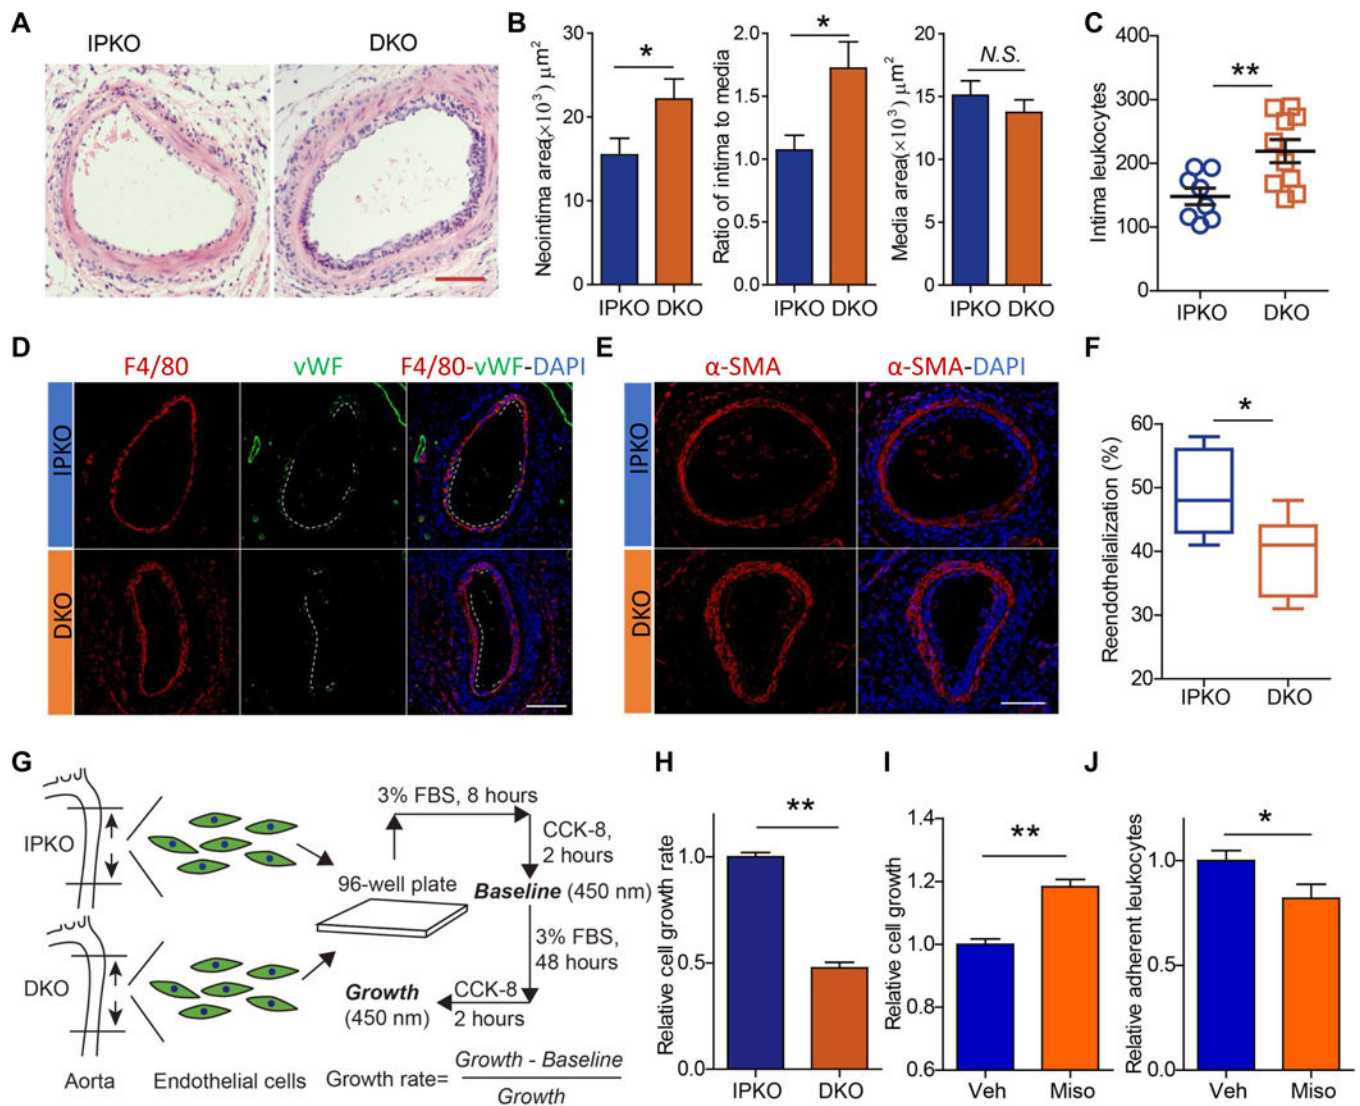 A
IPKO
DKO
B
Neointima area(×10³) μm²
30
20
10
0
*
IPKO DKO
Ratio of intima to media
2.0
1.5
1.0
0.5
0.0
*
IPKO DKO
Media area(×10³) μm²
20
15
10
5
0
N.S.
IPKO DKO
C
Intima leukocytes
400
300
200
100
0
**
IPKO DKO
D
F4/80
vWF
F4/80-vWF-DAPI
IPKO
DKO
E
α-SMA
α-SMA-DAPI
IPKO
DKO
F
Reendothelialization (%)
60
50
40
30
20
*
IPKO DKO
G
IPKO
DKO
Aorta
Endothelial cells
96-well plate
3% FBS, 8 hours
CCK-8,
2 hours
Baseline (450 nm)
3% FBS,
48 hours
CCK-8
2 hours
Growth
(450 nm)
Growth rate=
Growth - Baseline
Growth
H
Relative cell growth rate
1.0
0.5
0.0
**
IPKO DKO
I
Relative cell growth
1.4
1.2
1.0
0.8
0.6
**
Veh Miso
J
Relative adherent leukocytes
1.0
0.5
0.0
*
Veh Miso